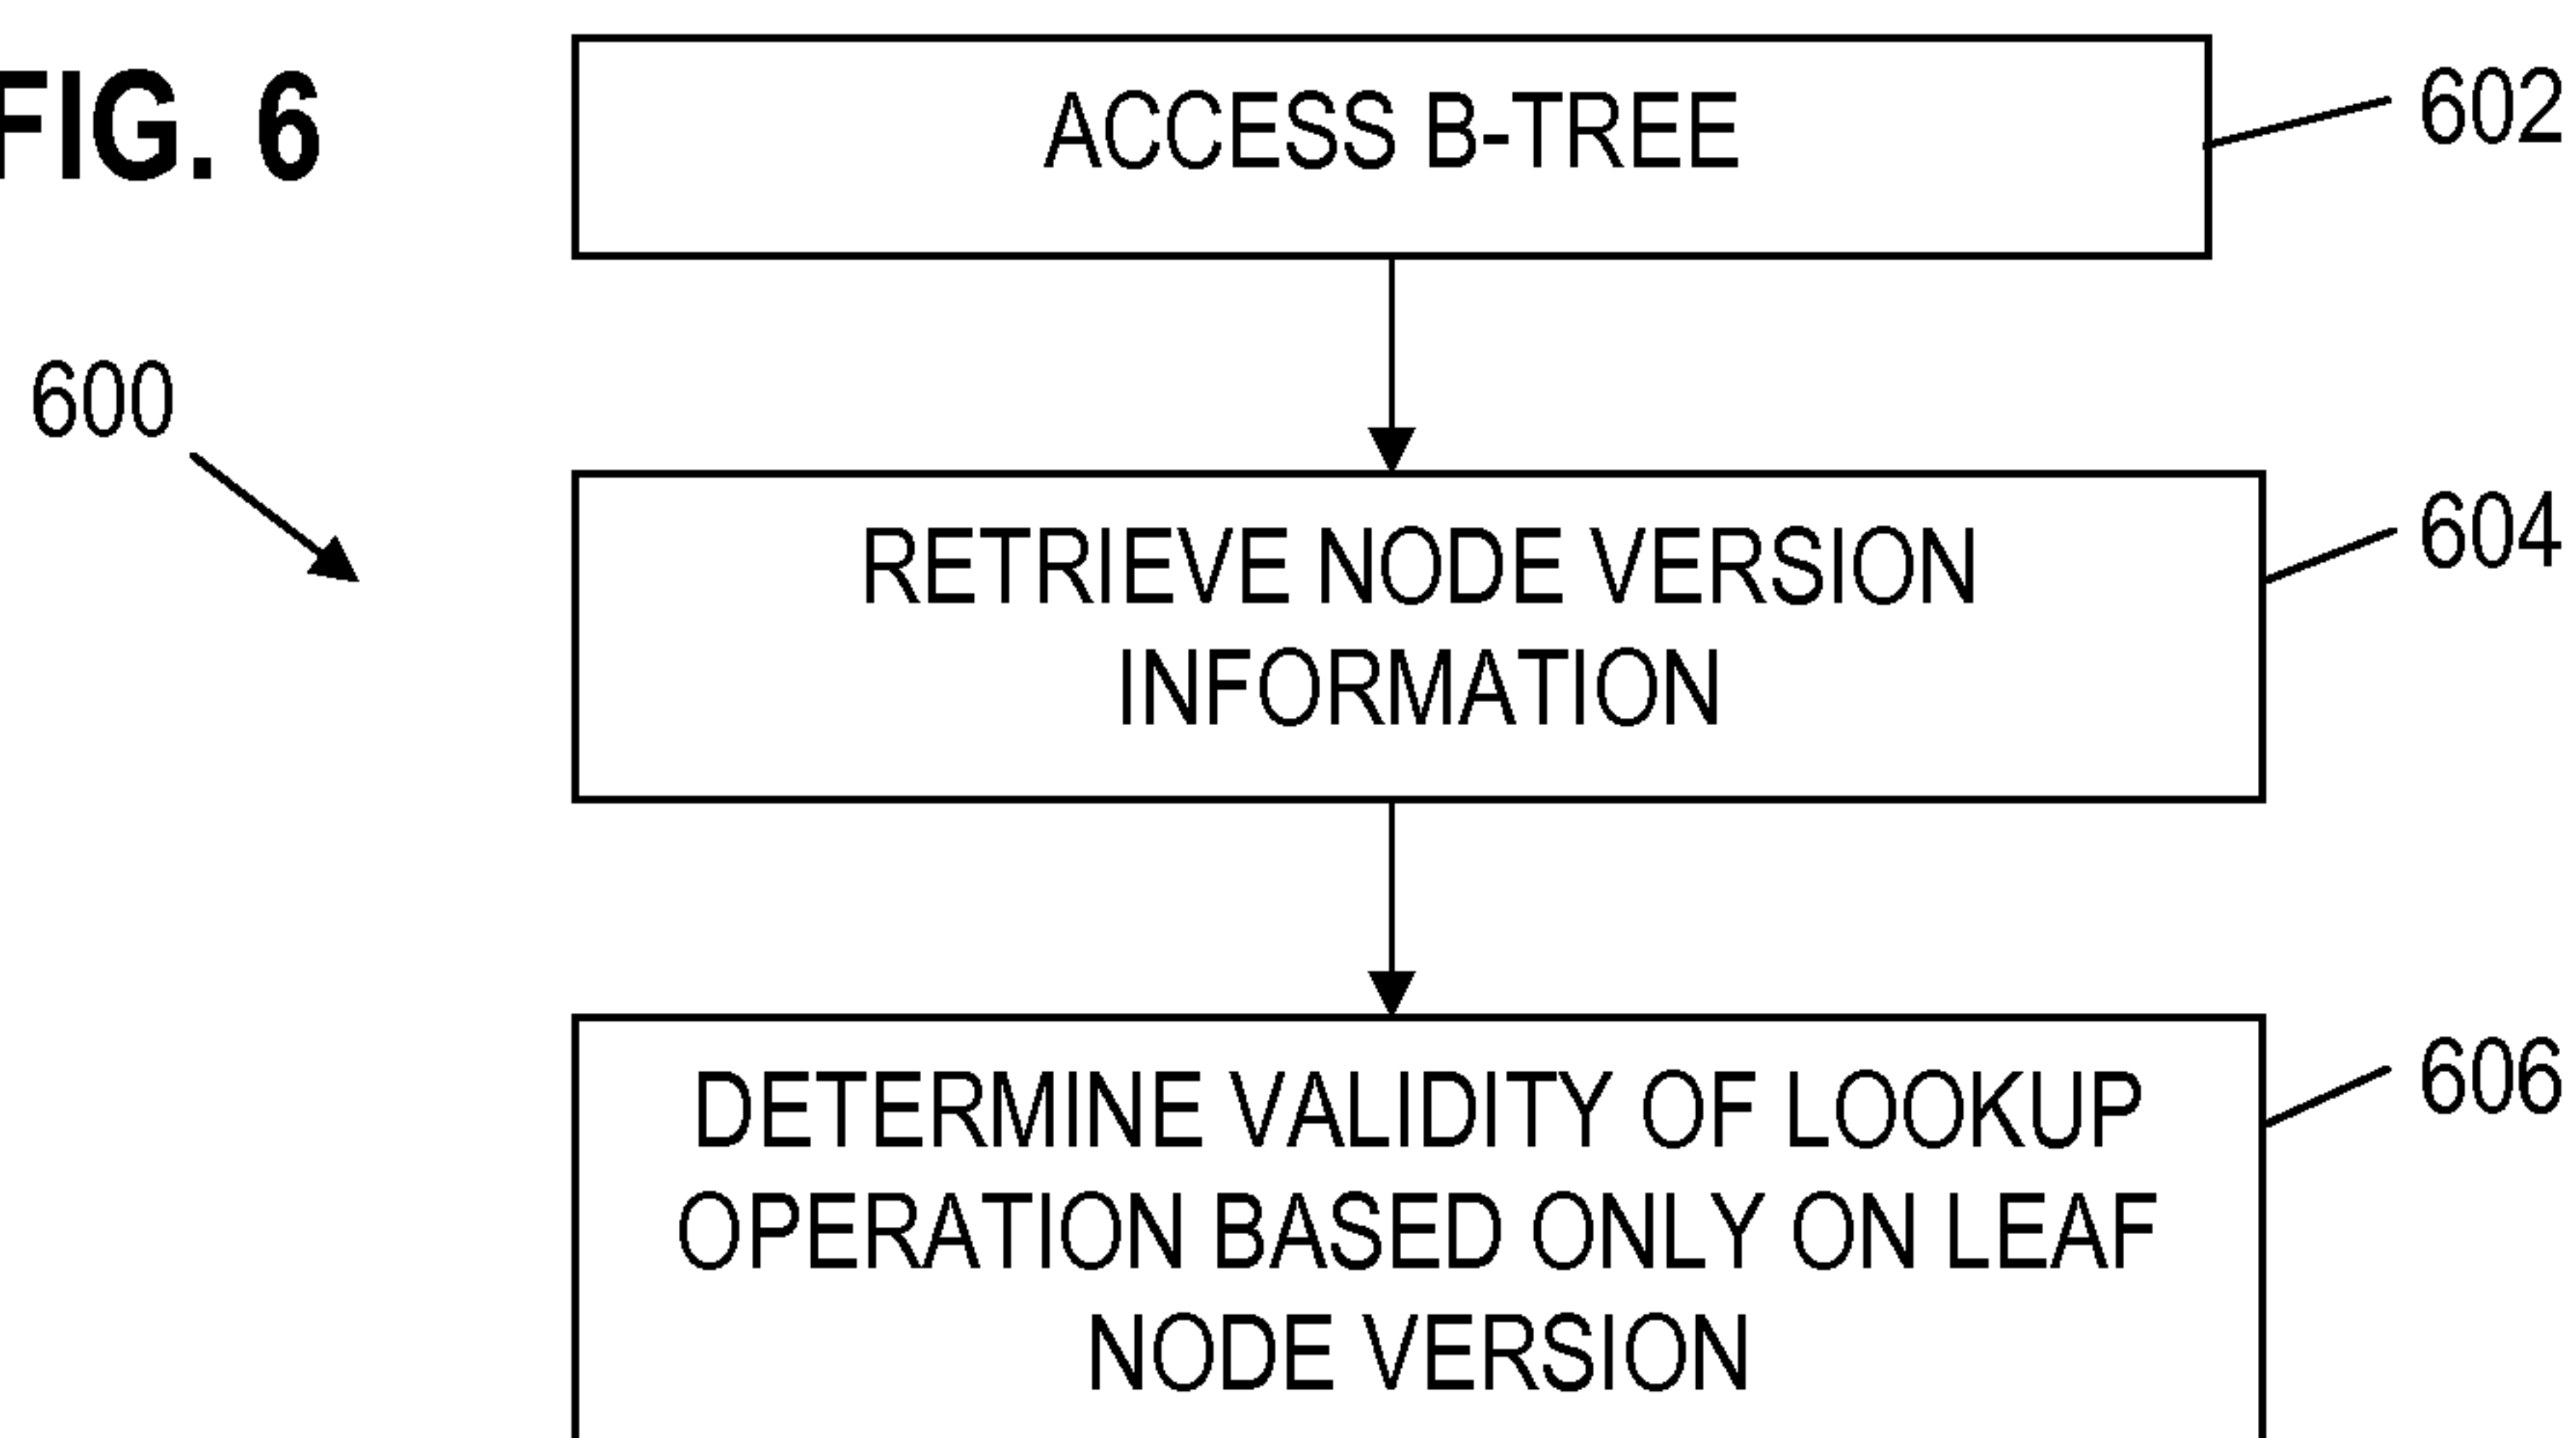 FIG. 6
ACCESS B-TREE
602
600
RETRIEVE NODE VERSION
INFORMATION
604
DETERMINE VALIDITY OF LOOKUP
OPERATION BASED ONLY ON LEAF
NODE VERSION
606